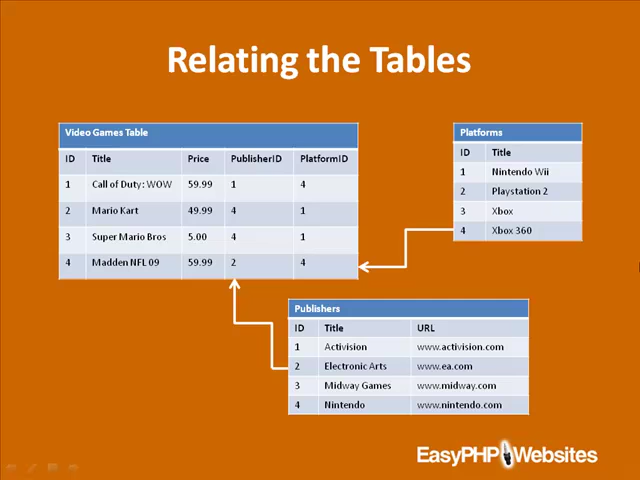 Relating the Tables
Video Games Table
ID Title Price PublisherID PlatformID
1 Call of Duty: WOW 59.99 1 4
2 Mario Kart 49.99 4 1
3 Super Mario Bros 5.00 4 1
4 Madden NFL 09 59.99 2 4
Platforms
ID Title
1 Nintendo Wii
2 Playstation 2
3 Xbox
4 Xbox 360
Publishers
ID Title URL
1 Activision www.activision.com
2 Electronic Arts www.ea.com
3 Midway Games www.midway.com
4 Nintendo www.nintendo.com
EasyPHP Websites